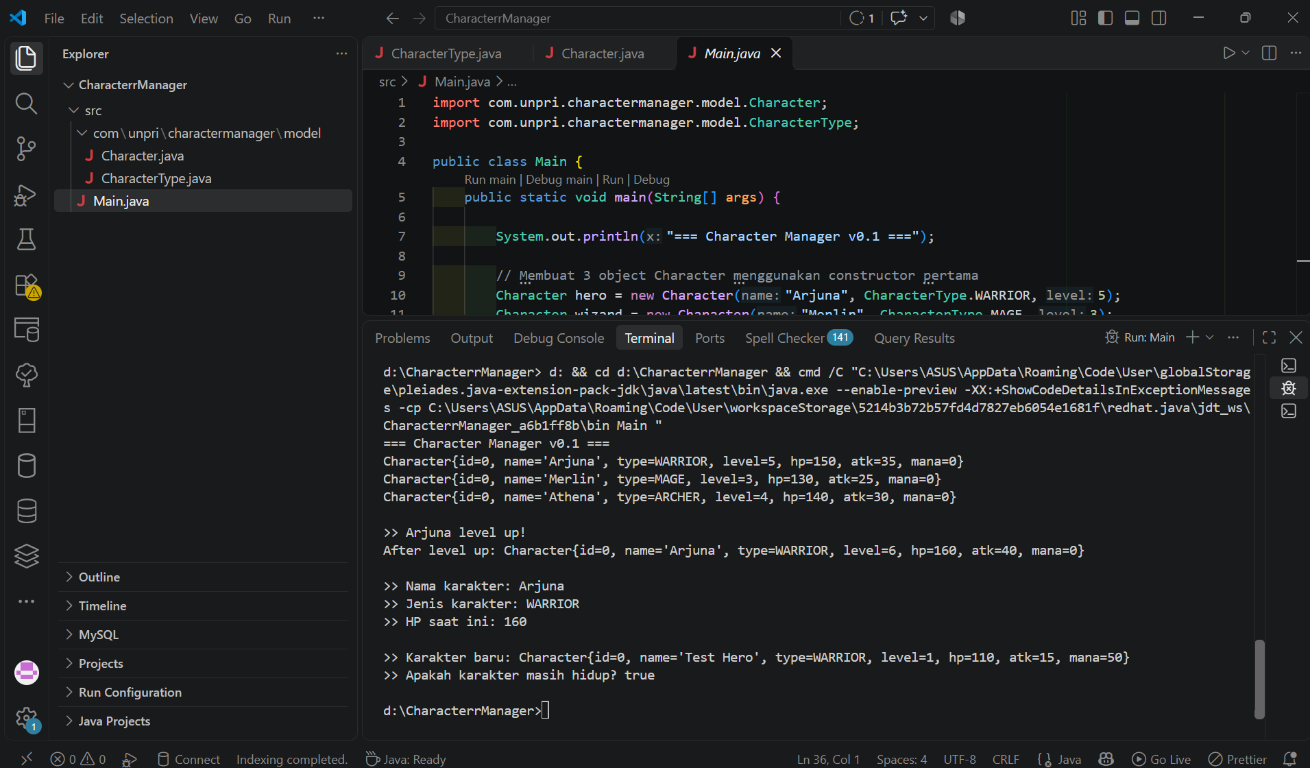 File Edit Selection View Go Run ···
CharacterrManager
1
Explorer
CharacterrManager
src
com\unpri\charactermanager\model
J Character.java
J CharacterType.java
J Main.java
Outline
Timeline
MySQL
Projects
Run Configuration
Java Projects
1
J CharacterType.java
J Character.java
J Main.java
src > J Main.java > ...
1 import com.unpri.charactermanager.model.Character;
2 import com.unpri.charactermanager.model.CharacterType;
3
4 public class Main {
Run main | Debug main | Run | Debug
5 public static void main(String[] args) {
6
7 System.out.println(x: "=== Character Manager v0.1 ===");
8
9 // Membuat 3 object Character menggunakan constructor pertama
10 Character hero = new Character(name: "Arjuna", CharacterType.WARRIOR, level: 5);
11 Character wizard = new Character(name: "Merlin", CharacterType.MAGE, level: 3);
Problems Output Debug Console Terminal Ports Spell Checker 141 Query Results
Run: Main
d:\CharacterrManager> d: && cd d:\CharacterrManager && cmd /C "C:\Users\ASUS\AppData\Roaming\Code\User\globalStorag
e\pleiades.java-extension-pack-jdk\java\latest\bin\java.exe --enable-preview -XX:+ShowCodeDetailsInExceptionMessage
s -cp C:\Users\ASUS\AppData\Roaming\Code\User\workspaceStorage\5214b3b72b57fd4d7827eb6054e1681f\redhat.java\jdt_ws\
CharacterrManager_a6b1ff8b\bin Main "
=== Character Manager v0.1 ===
Character{id=0, name='Arjuna', type=WARRIOR, level=5, hp=150, atk=35, mana=0}
Character{id=0, name='Merlin', type=MAGE, level=3, hp=130, atk=25, mana=0}
Character{id=0, name='Athena', type=ARCHER, level=4, hp=140, atk=30, mana=0}
>> Arjuna level up!
After level up: Character{id=0, name='Arjuna', type=WARRIOR, level=6, hp=160, atk=40, mana=0}
>> Nama karakter: Arjuna
>> Jenis karakter: WARRIOR
>> HP saat ini: 160
>> Karakter baru: Character{id=0, name='Test Hero', type=WARRIOR, level=1, hp=110, atk=15, mana=50}
>> Apakah karakter masih hidup? true
d:\CharacterrManager>
0 0 Connect Indexing completed. Java: Ready Ln 36, Col 1 Spaces: 4 UTF-8 CRLF {} Java Go Live Prettier